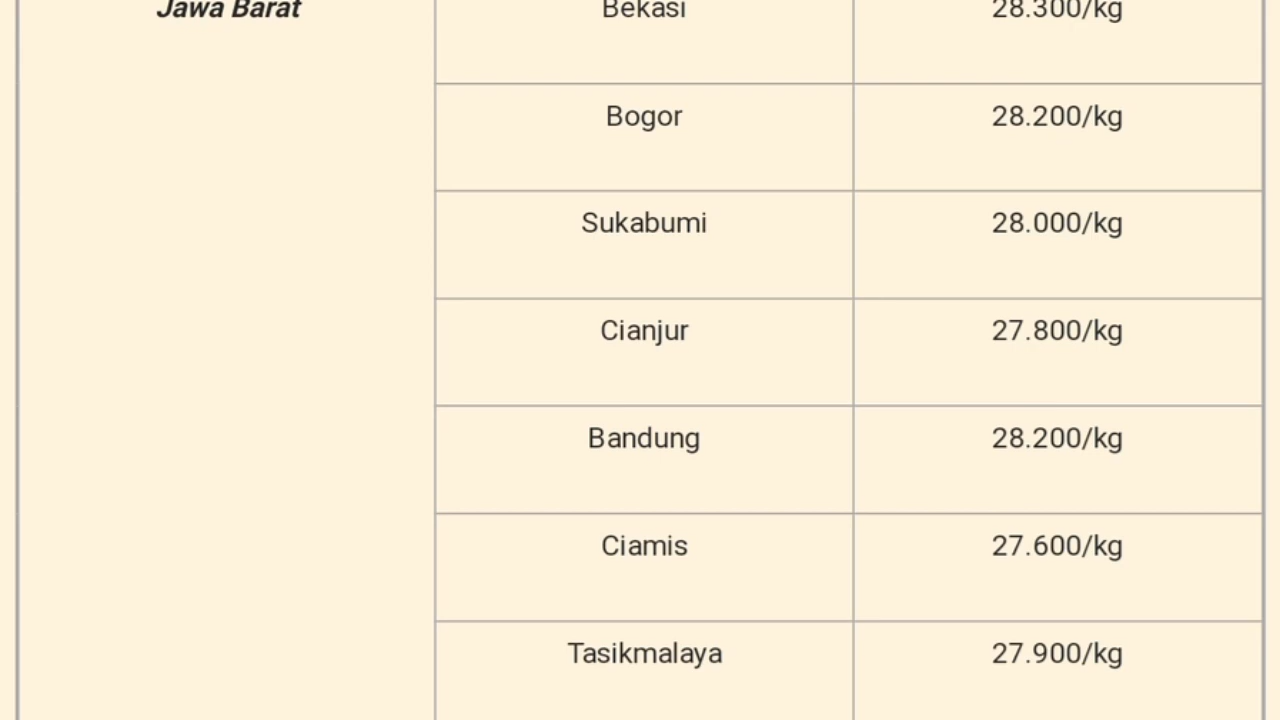 Jawa Barat Bekasi 28.300/kg
Bogor 28.200/kg
Sukabumi 28.000/kg
Cianjur 27.800/kg
Bandung 28.200/kg
Ciamis 27.600/kg
Tasikmalaya 27.900/kg